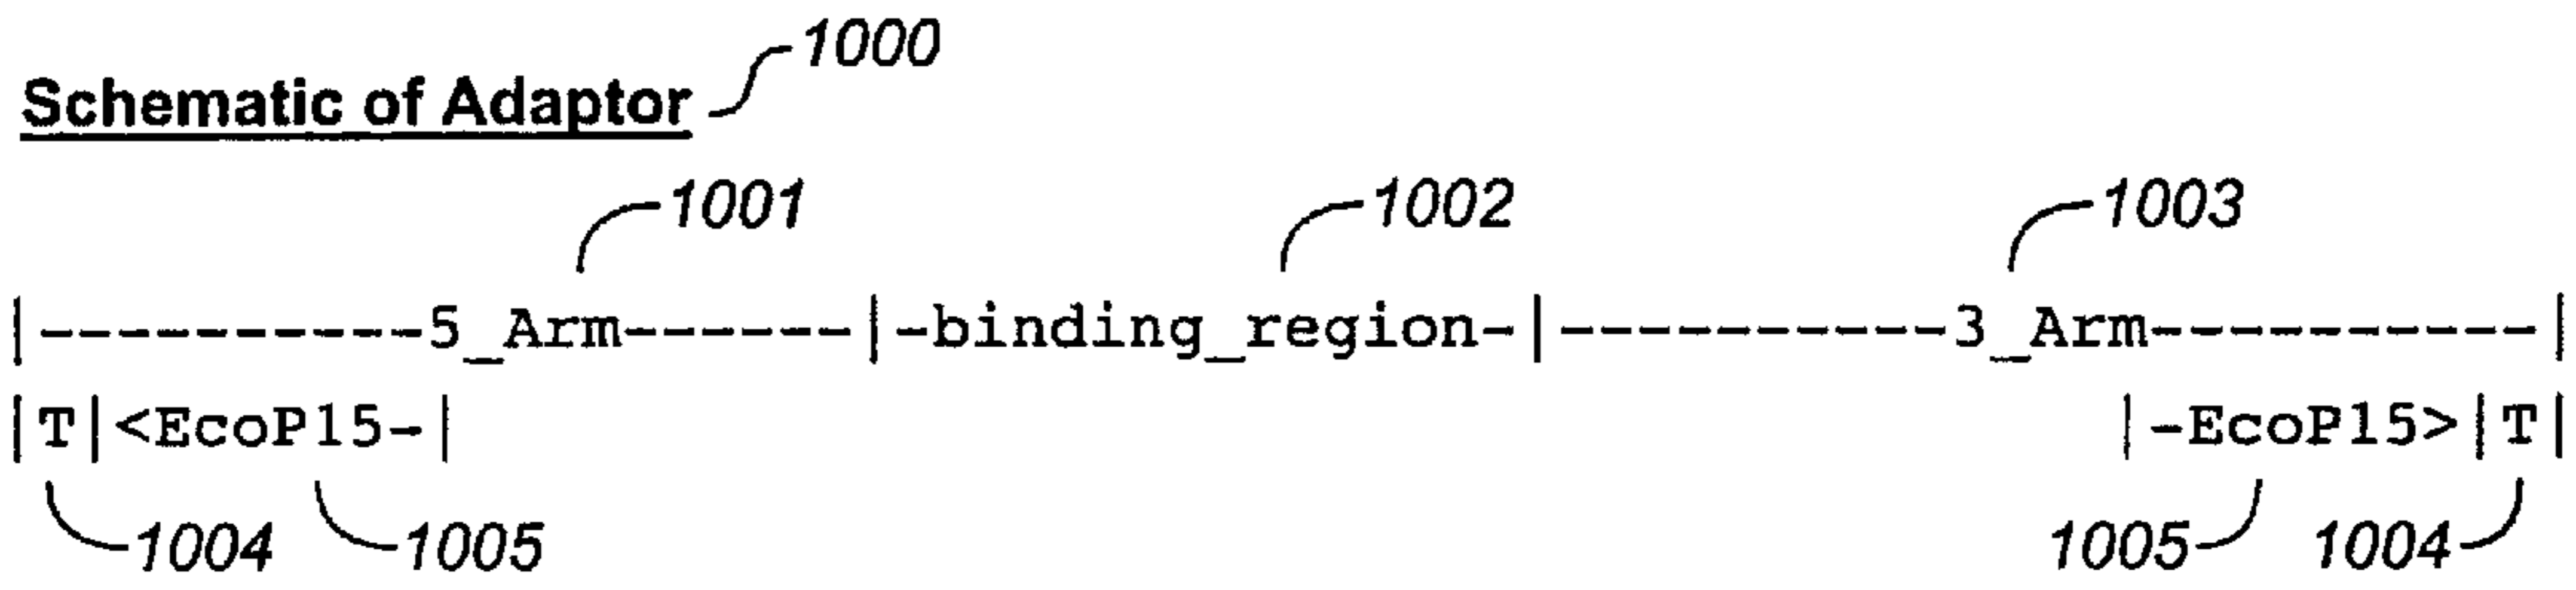 1000
Schematic of Adaptor
1001 1002 1003
|-----------5_Arm------|-binding_region-|-----------3_Arm-----------|
|T|<EcoP15-| |-EcoP15>|T|
1004 1005 1005 1004